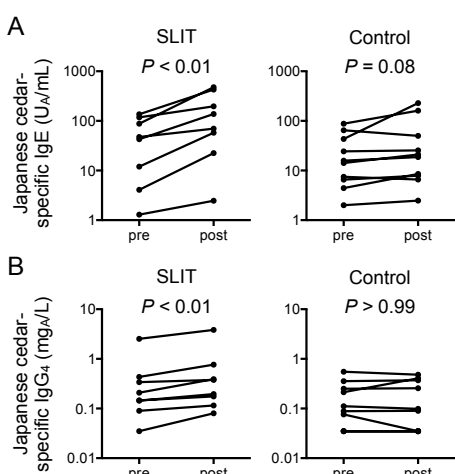 A
SLIT
Control
P < 0.01
P = 0.08
Japanese cedar-
specific IgE (UA/mL)
1000
100
10
1
pre
post
1000
100
10
1
pre
post
B
SLIT
Control
P < 0.01
P > 0.99
Japanese cedar-
specific IgG4 (mgA/L)
10
1
0.1
0.01
pre
post
10
1
0.1
0.01
pre
post